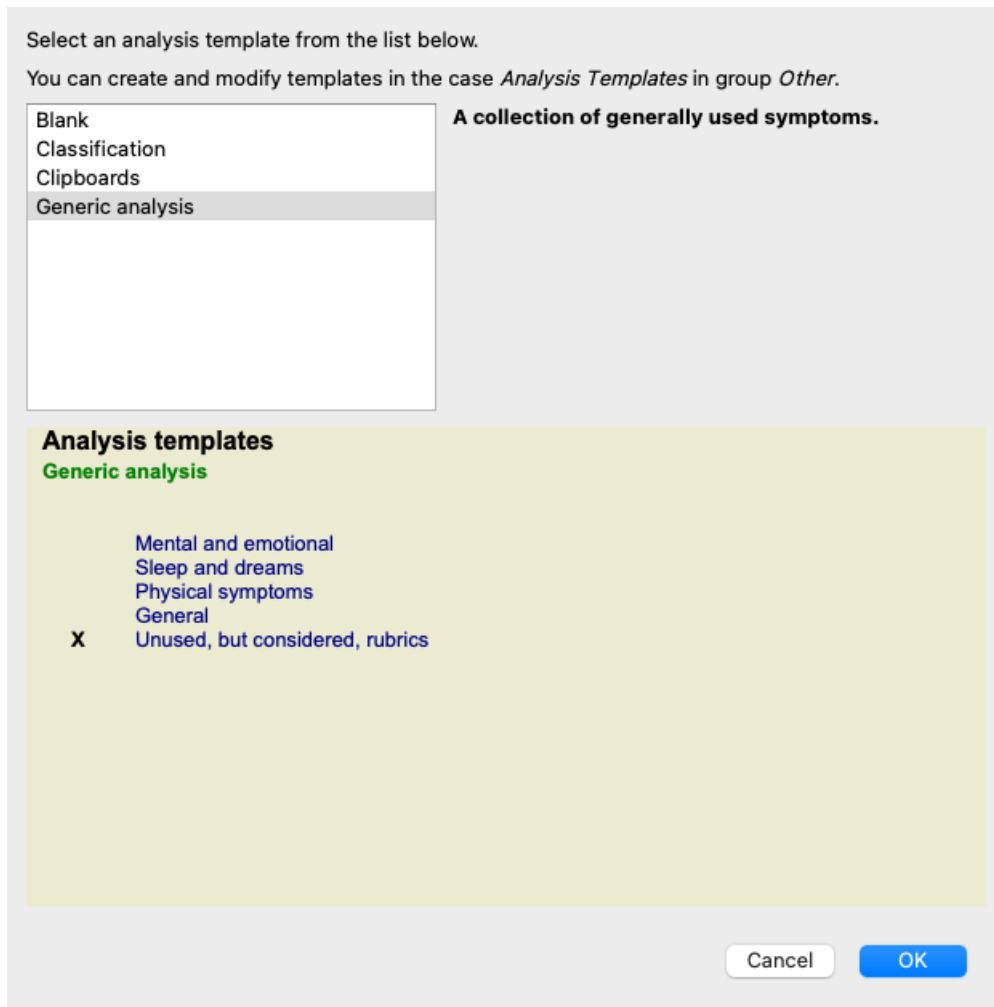 Select an analysis template from the list below.
You can create and modify templates in the case Analysis Templates in group Other.
Blank
Classification
Clipboards
Generic analysis
A collection of generally used symptoms.
Analysis templates
Generic analysis
Mental and emotional
Sleep and dreams
Physical symptoms
General
X Unused, but considered, rubrics
Cancel OK